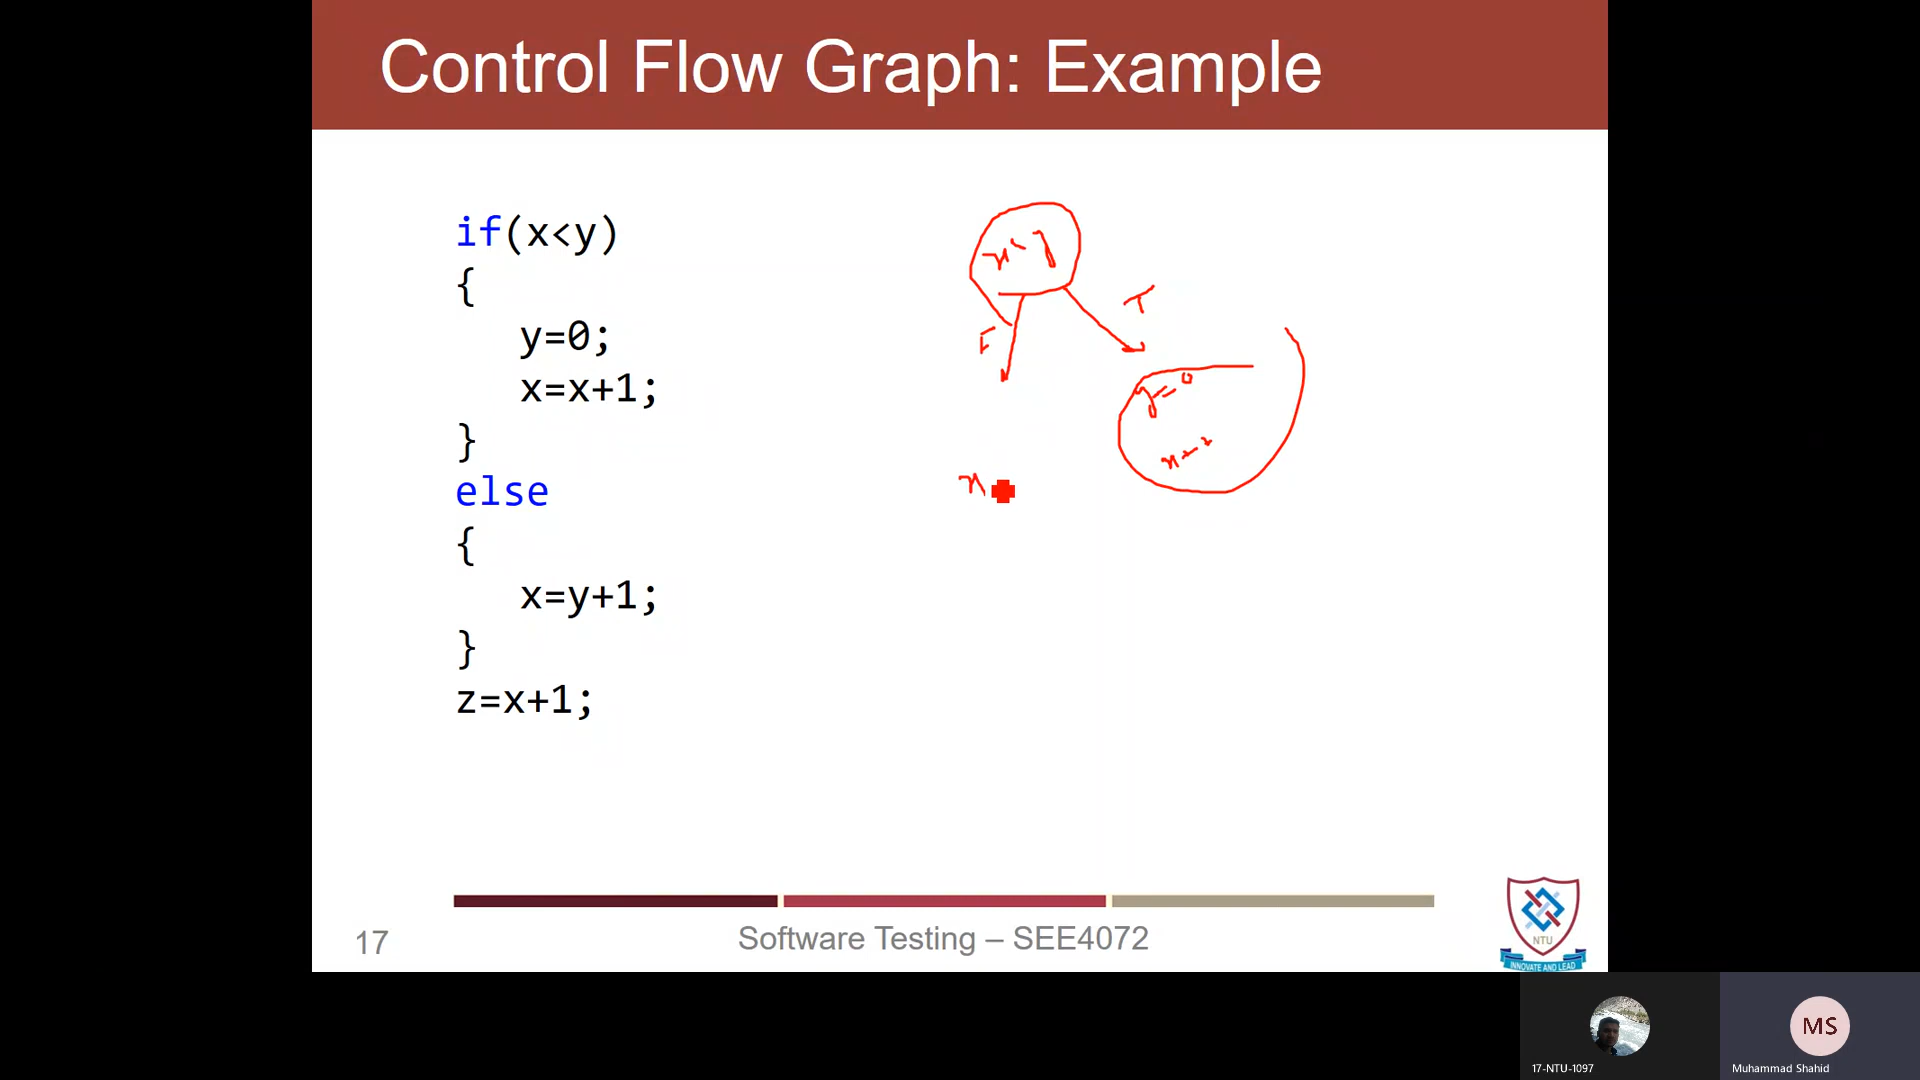 Control Flow Graph: Example
if(x<y)
{
y=0;
x=x+1;
}
else
{
x=y+1;
}
z=x+1;
T
F
y=0
x
17
Software Testing – SEE4072
NTU
INNOVATE AND LEAD
MS
17-NTU-1097
Muhammad Shahid